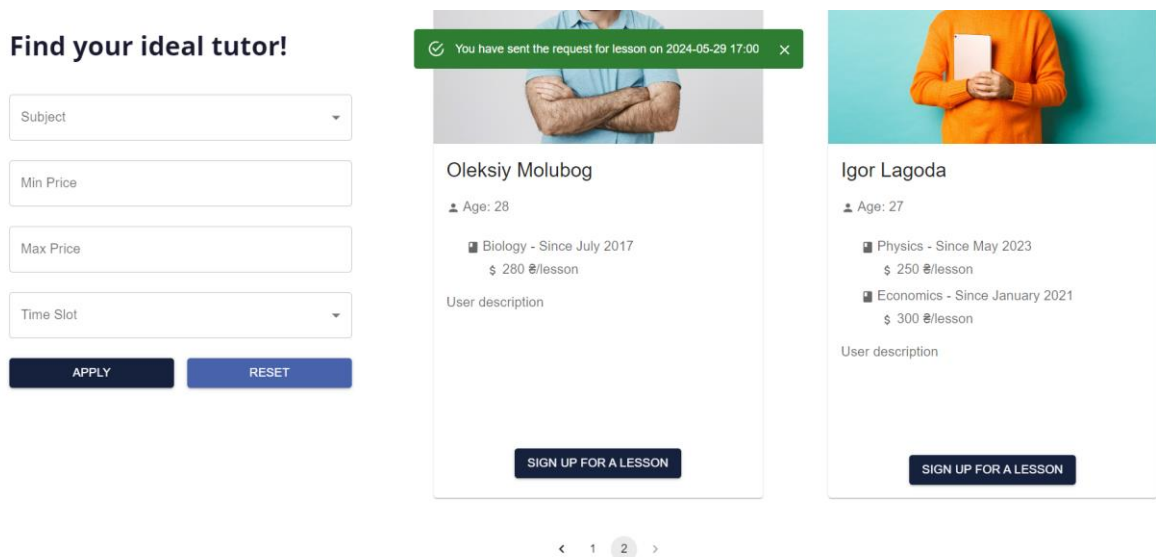 Find your ideal tutor!
Subject
Min Price
Max Price
Time Slot
APPLY
RESET
You have sent the request for lesson on 2024-05-29 17:00
Oleksiy Molubog
Age: 28
Biology - Since July 2017
$ 280 ₴/lesson
User description
SIGN UP FOR A LESSON
Igor Lagoda
Age: 27
Physics - Since May 2023
$ 250 ₴/lesson
Economics - Since January 2021
$ 300 ₴/lesson
User description
SIGN UP FOR A LESSON
1 2